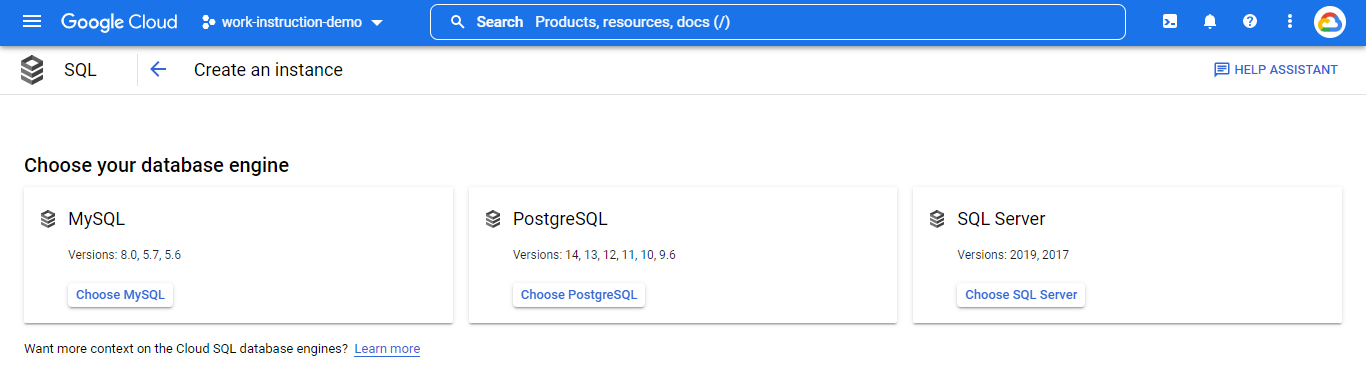 Google Cloud work-instruction-demo Search Products, resources, docs (/)
SQL Create an instance HELP ASSISTANT
Choose your database engine
MySQL
Versions: 8.0, 5.7, 5.6
Choose MySQL
PostgreSQL
Versions: 14, 13, 12, 11, 10, 9.6
Choose PostgreSQL
SQL Server
Versions: 2019, 2017
Choose SQL Server
Want more context on the Cloud SQL database engines? Learn more